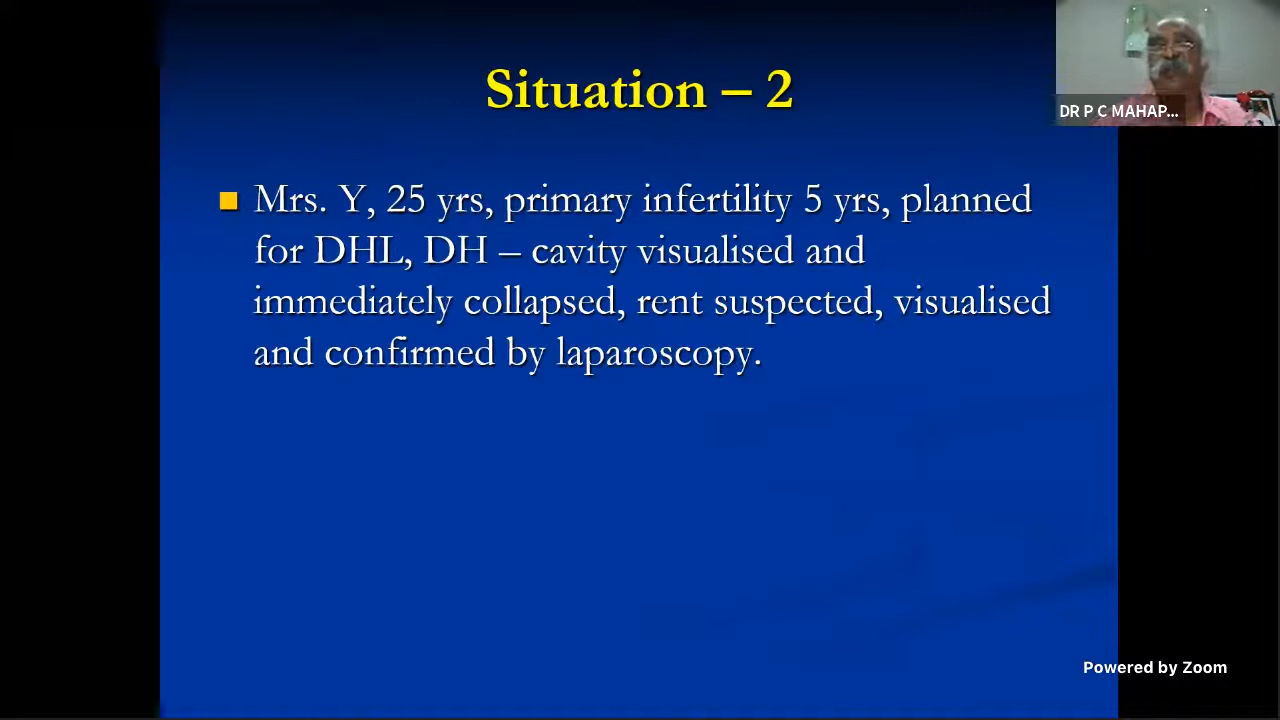 Situation – 2
DR P C MAHAP...
Mrs. Y, 25 yrs, primary infertility 5 yrs, planned
for DHL, DH – cavity visualised and
immediately collapsed, rent suspected, visualised
and confirmed by laparoscopy.
Powered by Zoom